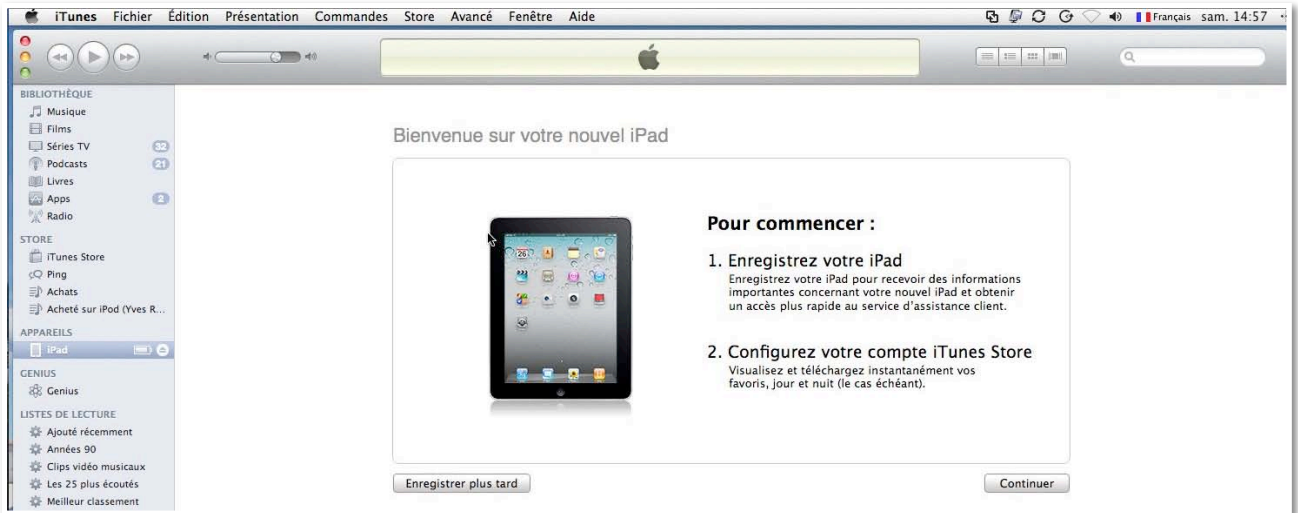 iTunes Fichier Édition Présentation Commandes Store Avancé Fenêtre Aide Français sam. 14:57
BIBLIOTHÈQUE
Musique
Films
Séries TV 32
Podcasts 21
Livres
Apps 2
Radio
STORE
iTunes Store
Ping
Achats
Acheté sur iPod (Yves R...
APPAREILS
iPad
GENIUS
Genius
LISTES DE LECTURE
Ajouté récemment
Années 90
Clips vidéo musicaux
Les 25 plus écoutés
Meilleur classement
Bienvenue sur votre nouvel iPad
26
Pour commencer :
1. Enregistrez votre iPad
Enregistrez votre iPad pour recevoir des informations
importantes concernant votre nouvel iPad et obtenir
un accès plus rapide au service d'assistance client.
2. Configurez votre compte iTunes Store
Visualisez et téléchargez instantanément vos
favoris, jour et nuit (le cas échéant).
Enregistrer plus tard Continuer